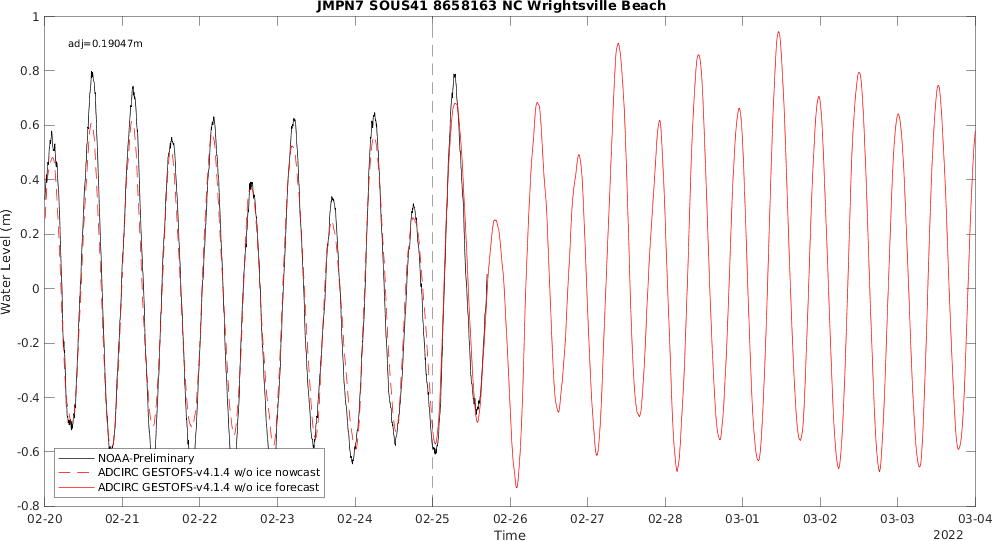 JMPN7 SOUS41 8658163 NC Wrightsville Beach
adj=0.19047m
Water Level (m)
1
0.8
0.6
0.4
0.2
0
-0.2
-0.4
-0.6
-0.8
NOAA-Preliminary
ADCIRC GESTOFS-v4.1.4 w/o ice nowcast
ADCIRC GESTOFS-v4.1.4 w/o ice forecast
02-20 02-21 02-22 02-23 02-24 02-25 02-26 02-27 02-28 03-01 03-02 03-03 03-04
Time
2022